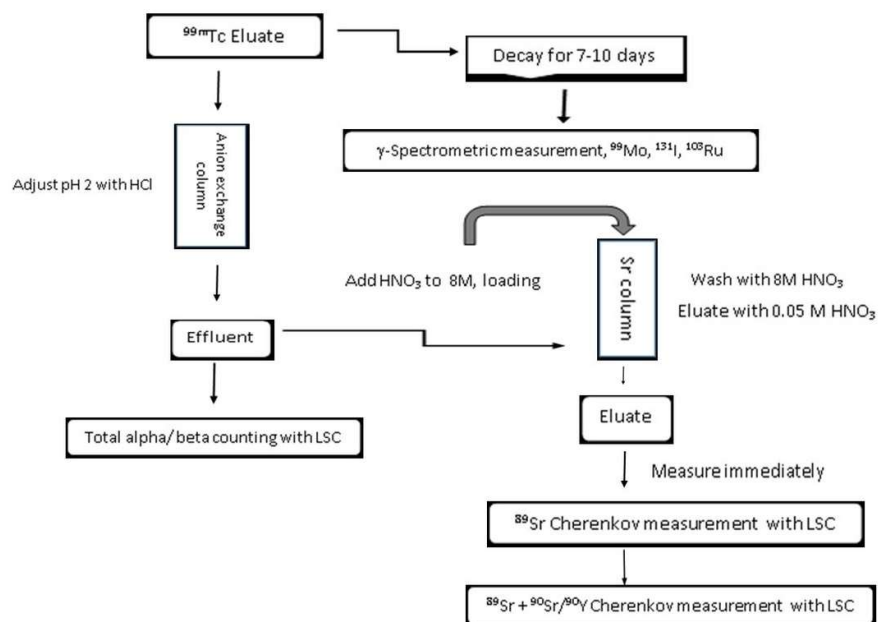 ⁹⁹ᵐTc Eluate
Decay for 7-10 days
γ-Spectrometric measurement, ⁹⁹Mo, ¹³¹I, ¹⁰³Ru
Adjust pH 2 with HCl
Anion exchange
column
Add HNO₃ to 8M, loading
Sr column
Wash with 8M HNO₃
Eluate with 0.05 M HNO₃
Effluent
Total alpha/ beta counting with LSC
Eluate
Measure immediately
⁸⁹Sr Cherenkov measurement with LSC
⁸⁹Sr + ⁹⁰Sr/⁹⁰Y Cherenkov measurement with LSC